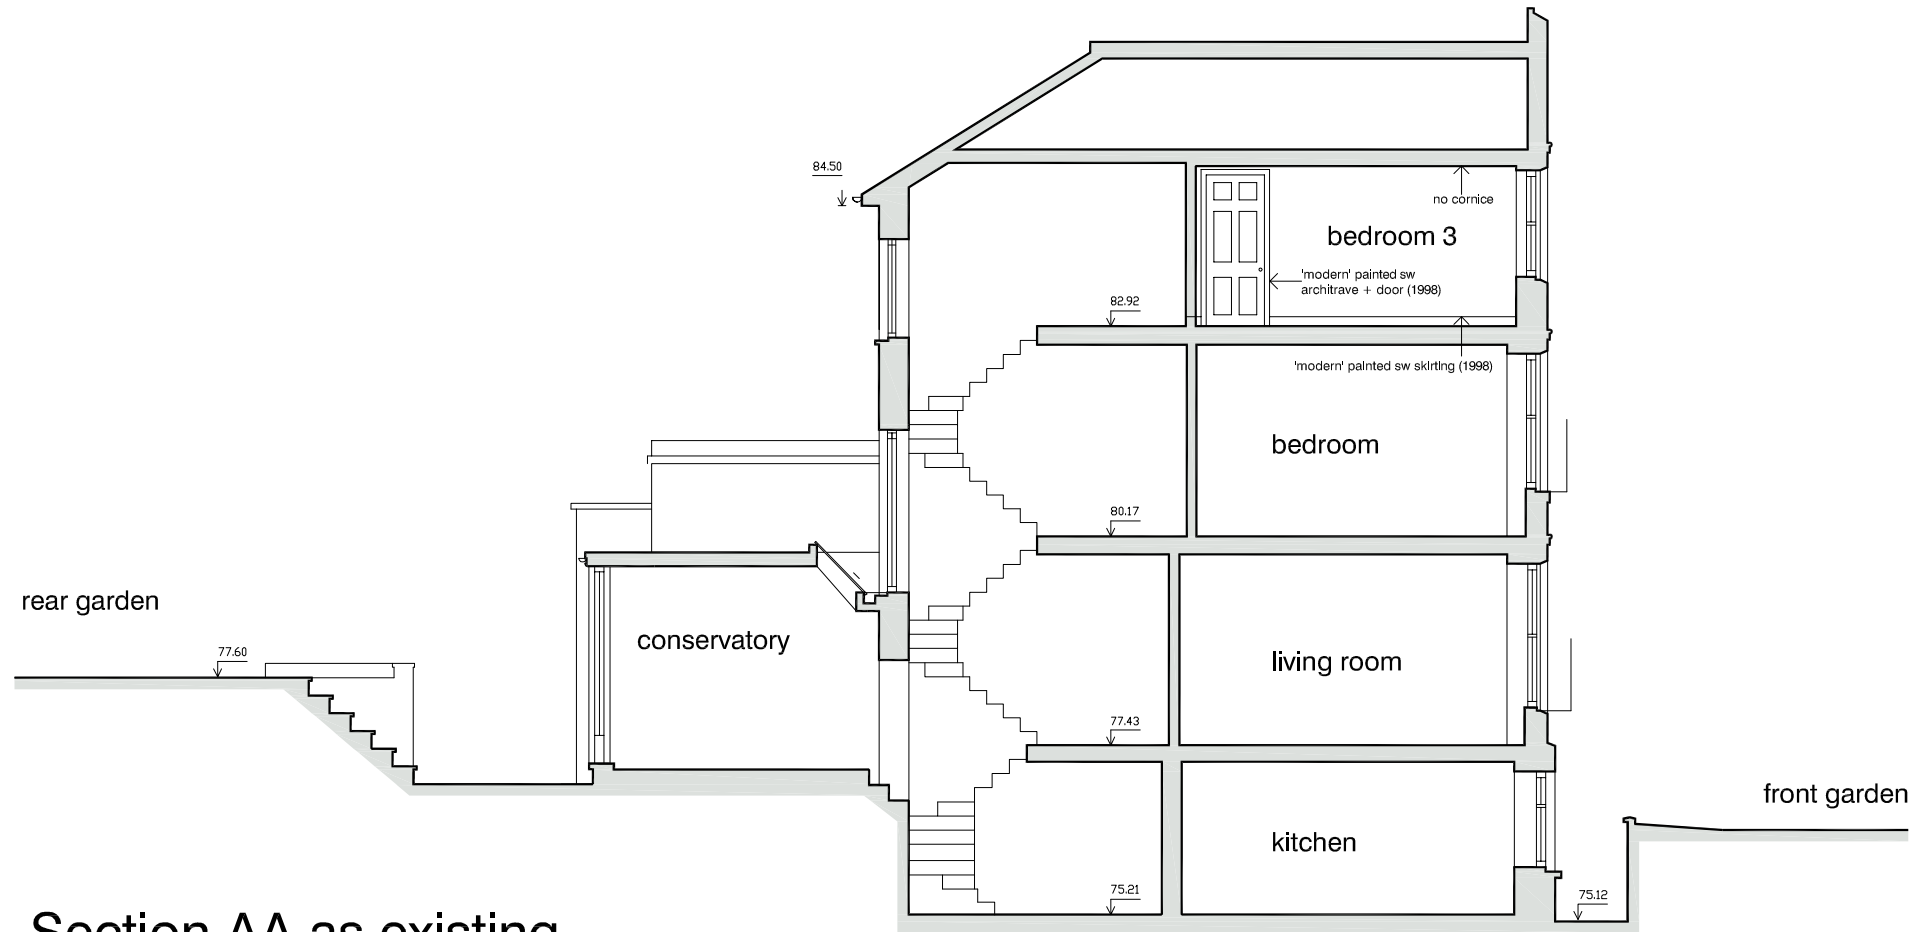 84.50
no cornice
bedroom 3
'modern' painted sw
architrave + door (1998)
82.92
'modern' painted sw skirting (1998)
bedroom
80.17
rear garden
conservatory
77.60
living room
77.43
front garden
kitchen
75.21
75.12
Section AA as existing